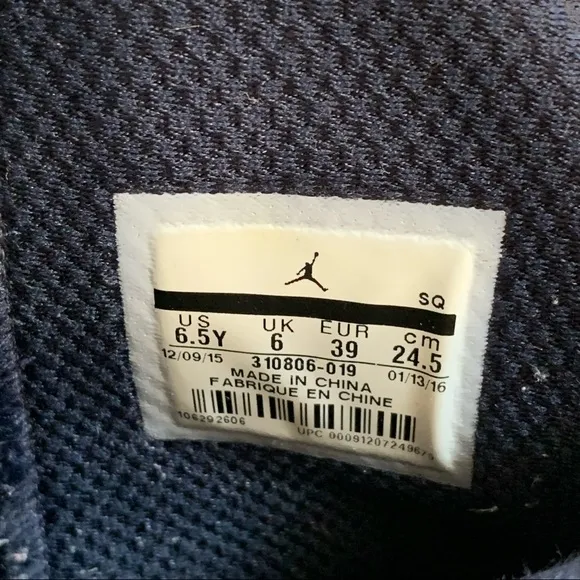 SQ
US UK EUR cm
6.5Y 6 39 24.5
12/09/15 310806-019 01/13/16
MADE IN CHINA
FABRIQUE EN CHINE
106292606
UPC